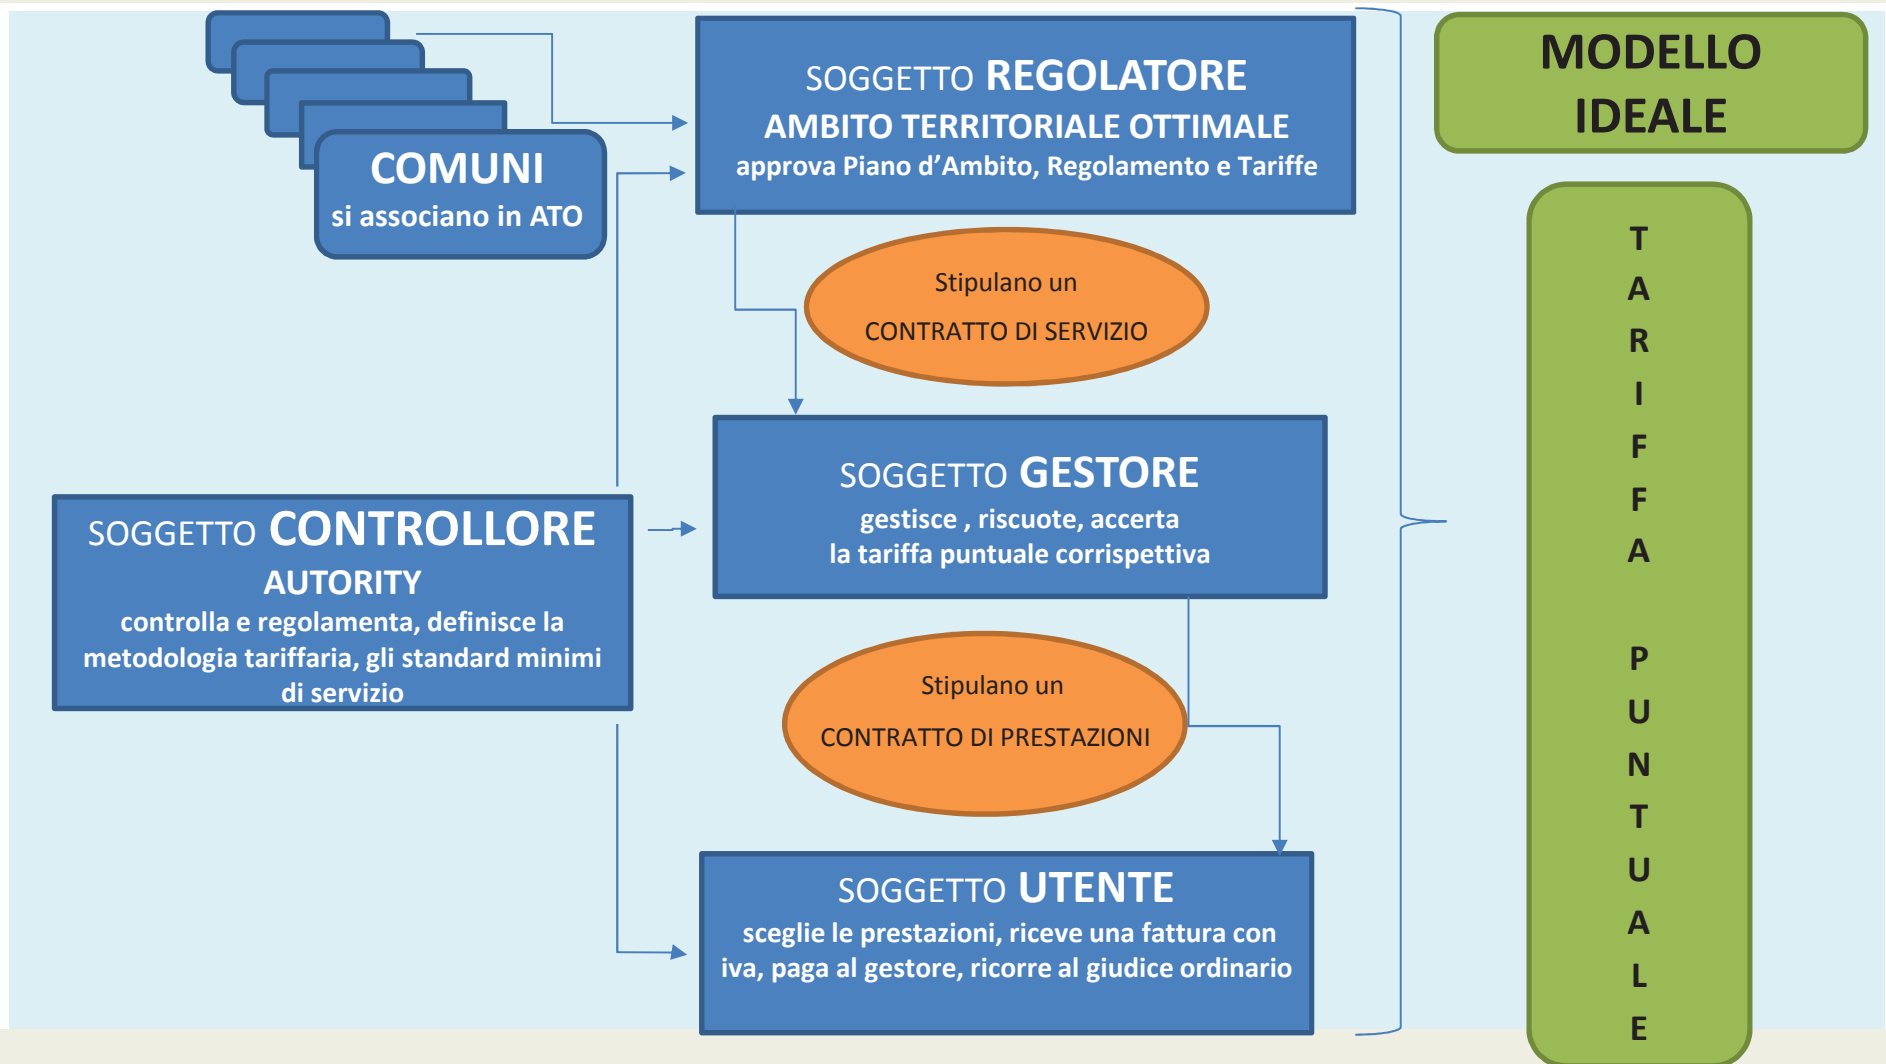 COMUNI
si associano in ATO
SOGGETTO REGOLATORE
AMBITO TERRITORIALE OTTIMALE
approva Piano d’Ambito, Regolamento e Tariffe
MODELLO
IDEALE
Stipulano un
CONTRATTO DI SERVIZIO
SOGGETTO GESTORE
gestisce , riscuote, accerta
la tariffa puntuale corrispettiva
SOGGETTO CONTROLLORE
AUTORITY
controlla e regolamenta, definisce la
metodologia tariffaria, gli standard minimi
di servizio
Stipulano un
CONTRATTO DI PRESTAZIONI
SOGGETTO UTENTE
sceglie le prestazioni, riceve una fattura con
iva, paga al gestore, ricorre al giudice ordinario
T
A
R
I
F
F
A
P
U
N
T
U
A
L
E